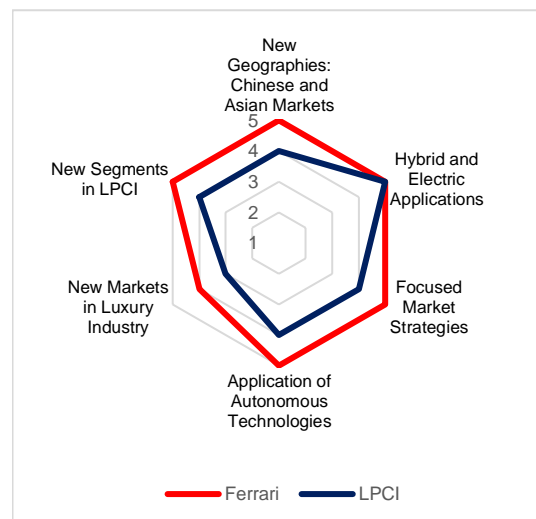 New
Geographies:
Chinese and
Asian Markets
5
4
3
2
1
Hybrid and
Electric
Applications
Focused
Market
Strategies
Application of
Autonomous
Technologies
New Markets
in Luxury
Industry
New Segments
in LPCI
Ferrari
LPCI